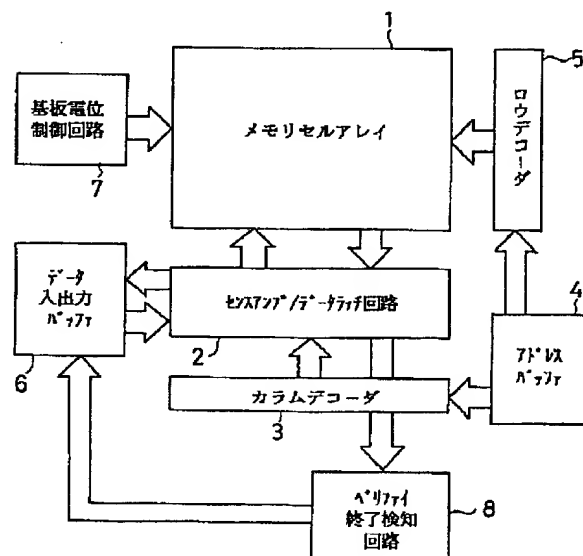 1
5
基板電位
制御回路
7
メモリセルアレイ
ロウデコーダ
データ
入出力
バッファ
6
センスアンプ/データラッチ回路
2
4
アドレス
バッファ
カラムデコーダ
3
ベリファイ
終了検知
回路
8